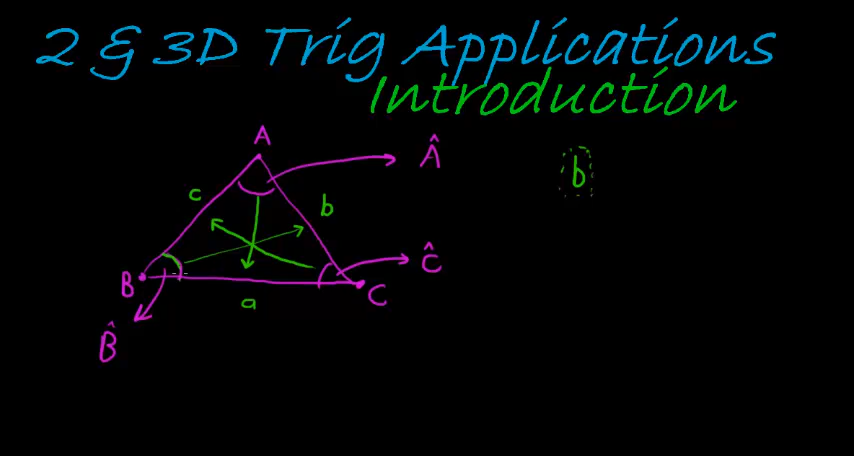 2 & 3D Trig Applications
Introduction
A
Â
b
c
b
B
Ĉ
C
a
B̂